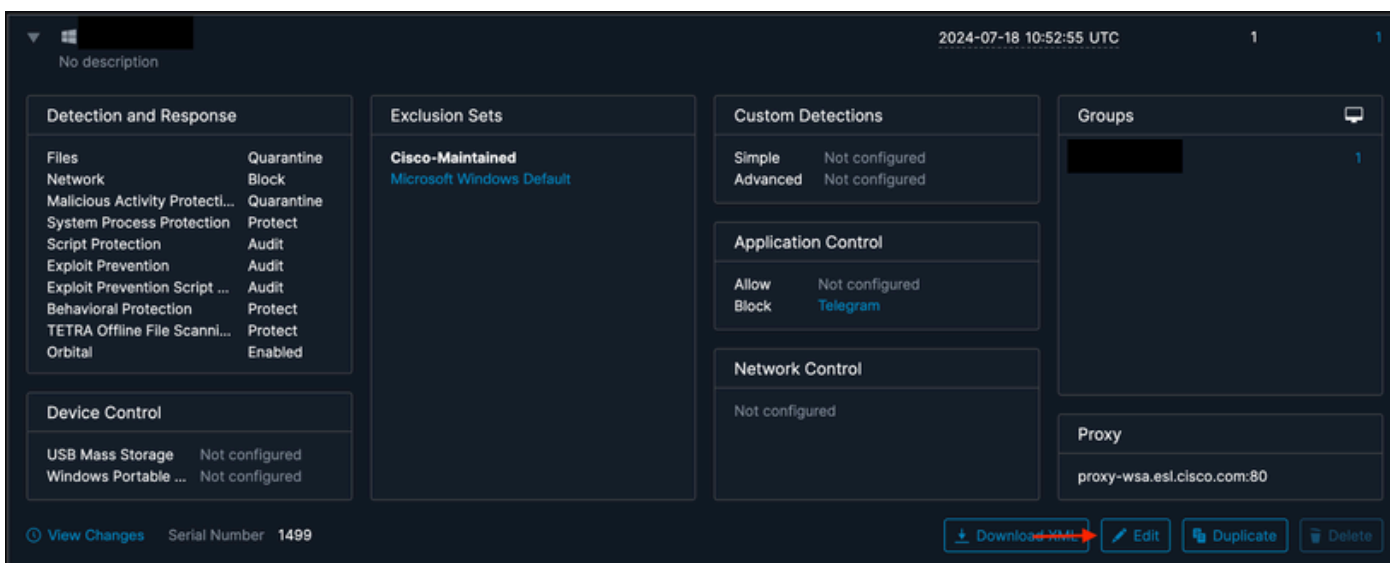 2024-07-18 10:52:55 UTC 1 1
No description
Detection and Response
Files Quarantine
Network Block
Malicious Activity Protecti... Quarantine
System Process Protection Protect
Script Protection Audit
Exploit Prevention Audit
Exploit Prevention Script ... Audit
Behavioral Protection Protect
TETRA Offline File Scanni... Protect
Orbital Enabled
Device Control
USB Mass Storage Not configured
Windows Portable ... Not configured
Exclusion Sets
Cisco-Maintained
Microsoft Windows Default
Custom Detections
Simple Not configured
Advanced Not configured
Application Control
Allow Not configured
Block Telegram
Network Control
Not configured
Groups
1
Proxy
proxy-wsa.esl.cisco.com:80
View Changes Serial Number 1499
Download XML Edit Duplicate Delete